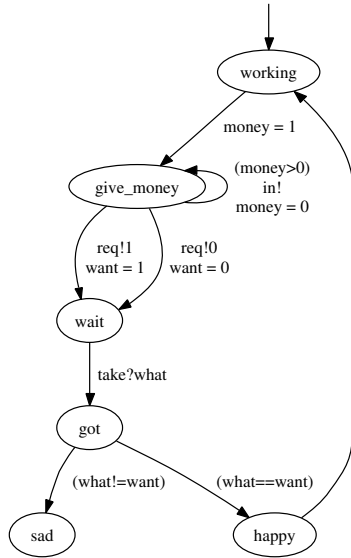 working
money = 1
give_money
(money>0)
in!
money = 0
req!1
want = 1
req!0
want = 0
wait
take?what
got
(what!=want)
(what==want)
sad
happy